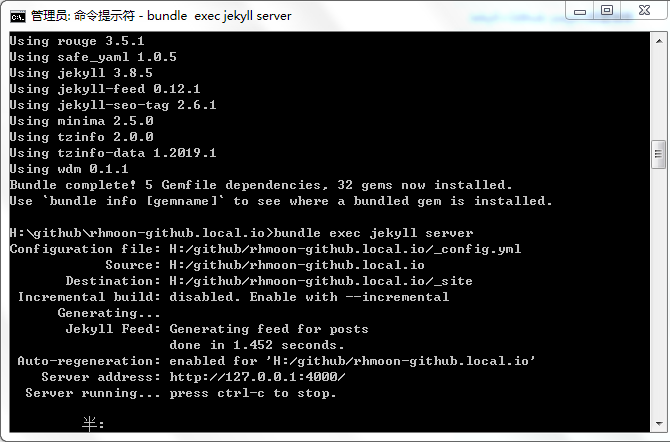 管理员: 命令提示符 - bundle  exec jekyll server
Using rouge 3.5.1
Using safe_yaml 1.0.5
Using jekyll 3.8.5
Using jekyll-feed 0.12.1
Using jekyll-seo-tag 2.6.1
Using minima 2.5.0
Using tzinfo 2.0.0
Using tzinfo-data 1.2019.1
Using wdm 0.1.1
Bundle complete! 5 Gemfile dependencies, 32 gems now installed.
Use `bundle info [gemname]` to see where a bundled gem is installed.
H:\github\rhmoon-github.local.io>bundle exec jekyll server
Configuration file: H:/github/rhmoon-github.local.io/_config.yml
Source: H:/github/rhmoon-github.local.io
Destination: H:/github/rhmoon-github.local.io/_site
Incremental build: disabled. Enable with --incremental
Generating...
Jekyll Feed: Generating feed for posts
done in 1.452 seconds.
Auto-regeneration: enabled for 'H:/github/rhmoon-github.local.io'
Server address: http://127.0.0.1:4000/
Server running... press ctrl-c to stop.
半: